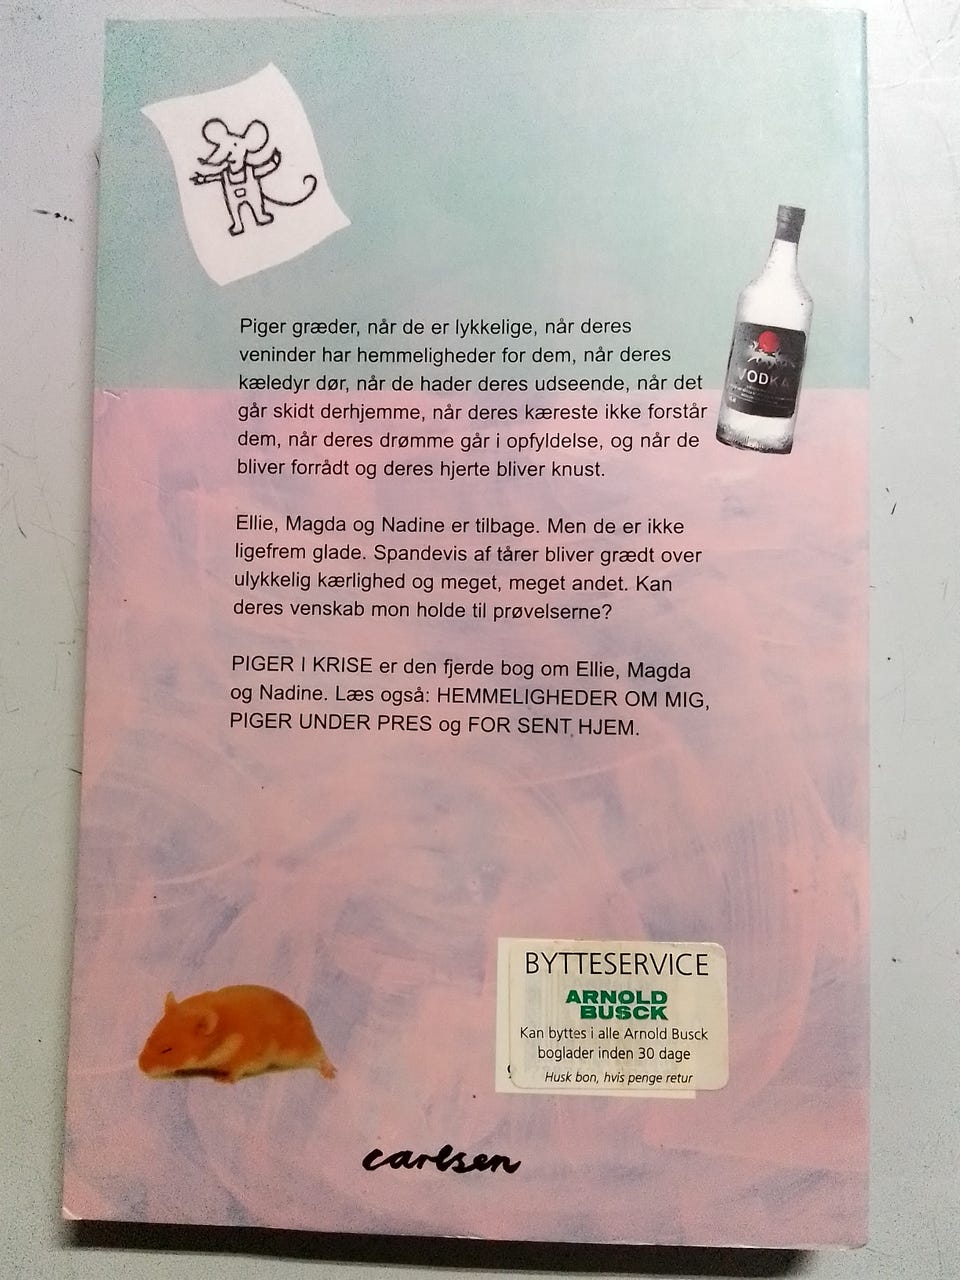 VODKA
Piger græder, når de er lykkelige, når deres
veninder har hemmeligheder for dem, når deres
kæledyr dør, når de hader deres udseende, når det
går skidt derhjemme, når deres kæreste ikke forstår
dem, når deres drømme går i opfyldelse, og når de
bliver forrådt og deres hjerte bliver knust.
Ellie, Magda og Nadine er tilbage. Men de er ikke
ligefrem glade. Spandevis af tårer bliver grædt over
ulykkelig kærlighed og meget, meget andet. Kan
deres venskab mon holde til prøvelserne?
PIGER I KRISE er den fjerde bog om Ellie, Magda
og Nadine. Læs også: HEMMELIGHEDER OM MIG,
PIGER UNDER PRES og FOR SENT HJEM.
BYTTESERVICE
ARNOLD
BUSCK
Kan byttes i alle Arnold Busck
boglader inden 30 dage
Husk bon, hvis penge retur
carlsen